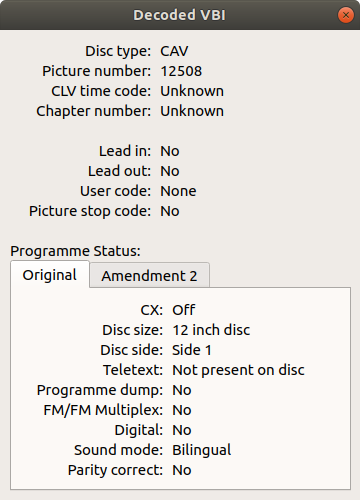 Decoded VBI
Disc type: CAV
Picture number: 12508
CLV time code: Unknown
Chapter number: Unknown
Lead in: No
Lead out: No
User code: None
Picture stop code: No
Programme Status:
Original Amendment 2
CX: Off
Disc size: 12 inch disc
Disc side: Side 1
Teletext: Not present on disc
Programme dump: No
FM/FM Multiplex: No
Digital: No
Sound mode: Bilingual
Parity correct: No